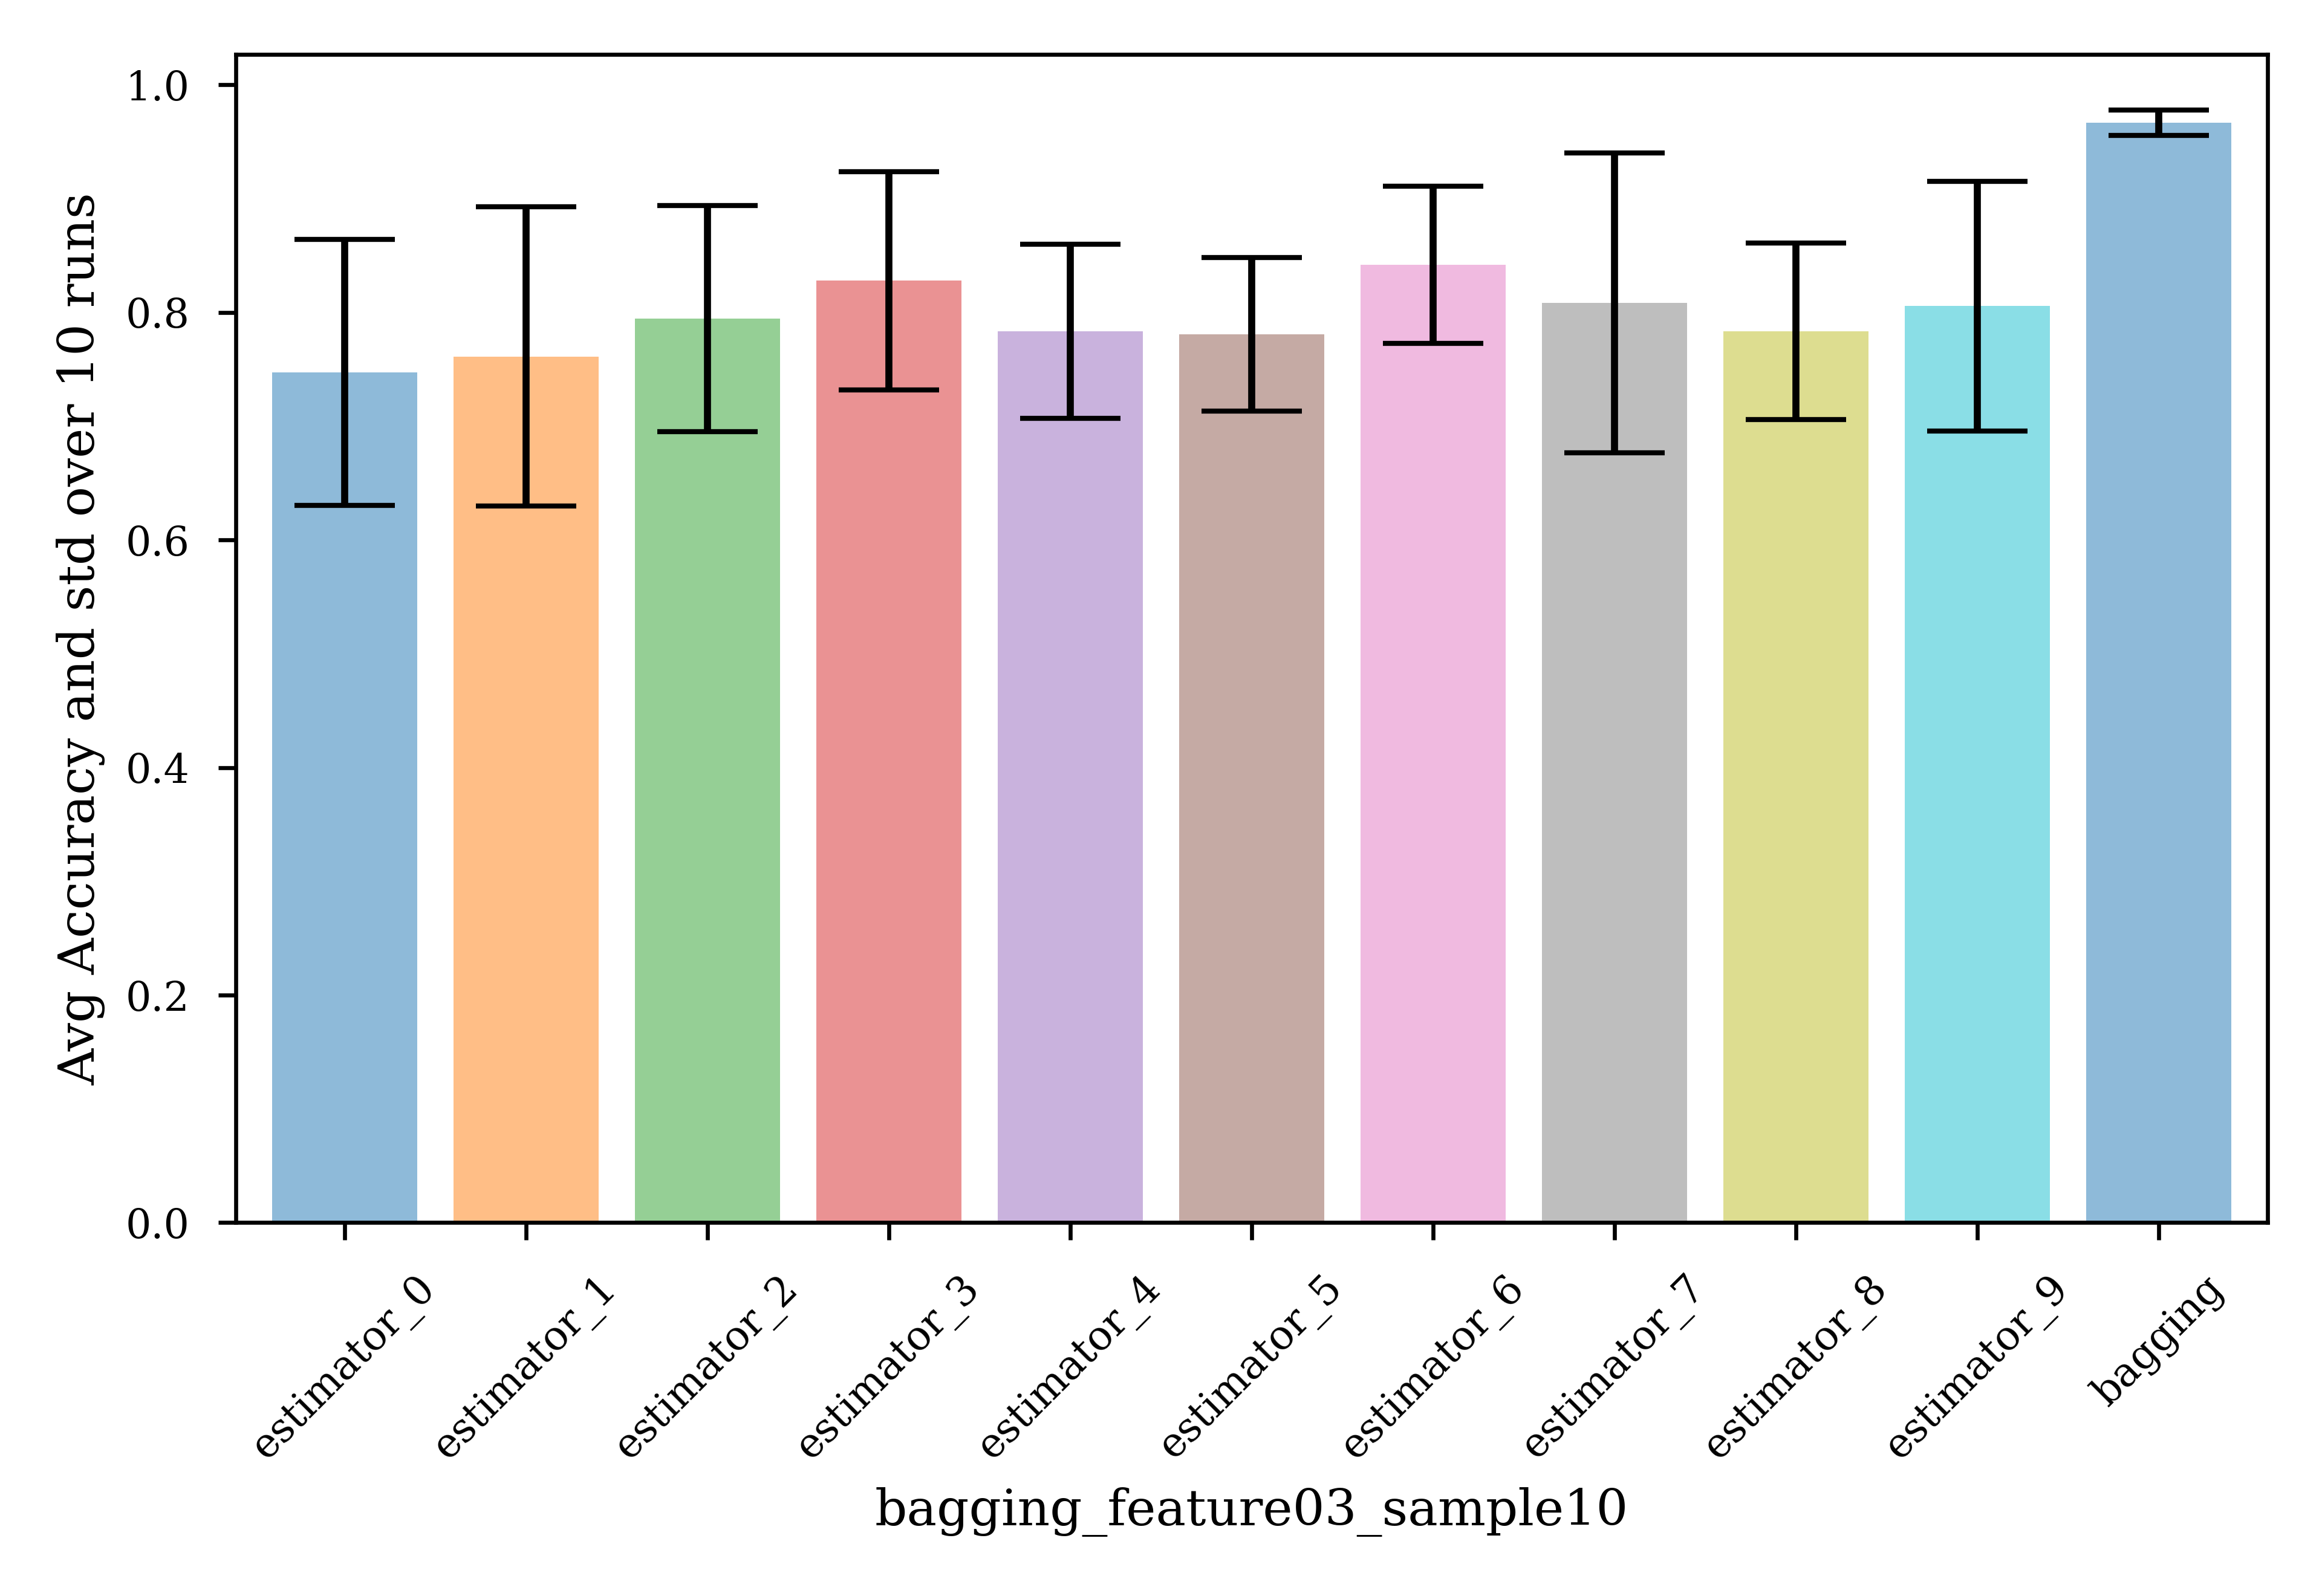 Avg Accuracy and std over 10 runs
1.0
0.8
0.6
0.4
0.2
0.0
estimator_0
estimator_1
estimator_2
estimator_3
estimator_4
estimator_5
estimator_6
estimator_7
estimator_8
estimator_9
bagging
bagging_feature03_sample10